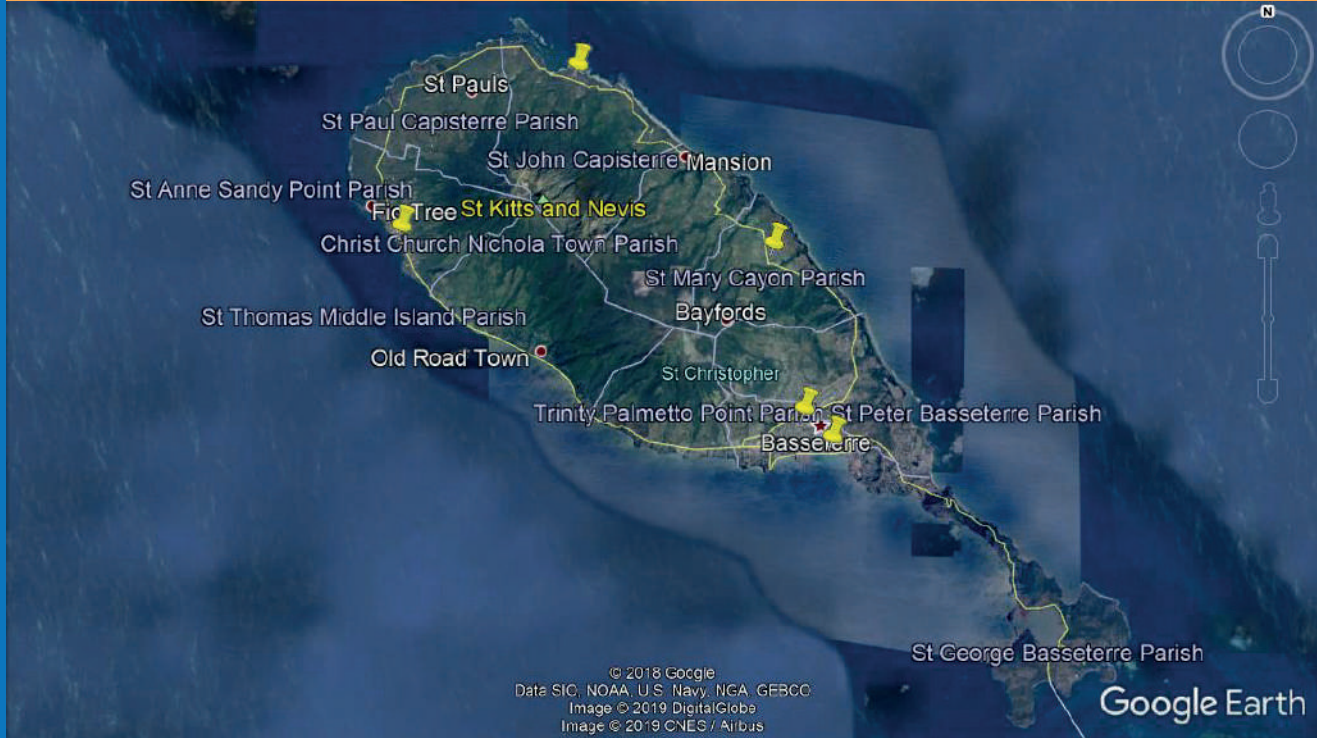 N
St Pauls
St Paul Capisterre Parish
St John Capisterre
Mansion
St Anne Sandy Point Parish
Fig Tree
St Kitts and Nevis
Christ Church Nichola Town Parish
St Mary Cayon Parish
Bayfords
St Thomas Middle Island Parish
Old Road Town
St Christopher
Trinity Palmetto Point Parish
St Peter Basseterre Parish
Basseterre
St George Basseterre Parish
© 2018 Google
Data SIO, NOAA, U.S. Navy, NGA, GEBCO
Image © 2019 DigitalGlobe
Image © 2019 CNES / Airbus
Google Earth